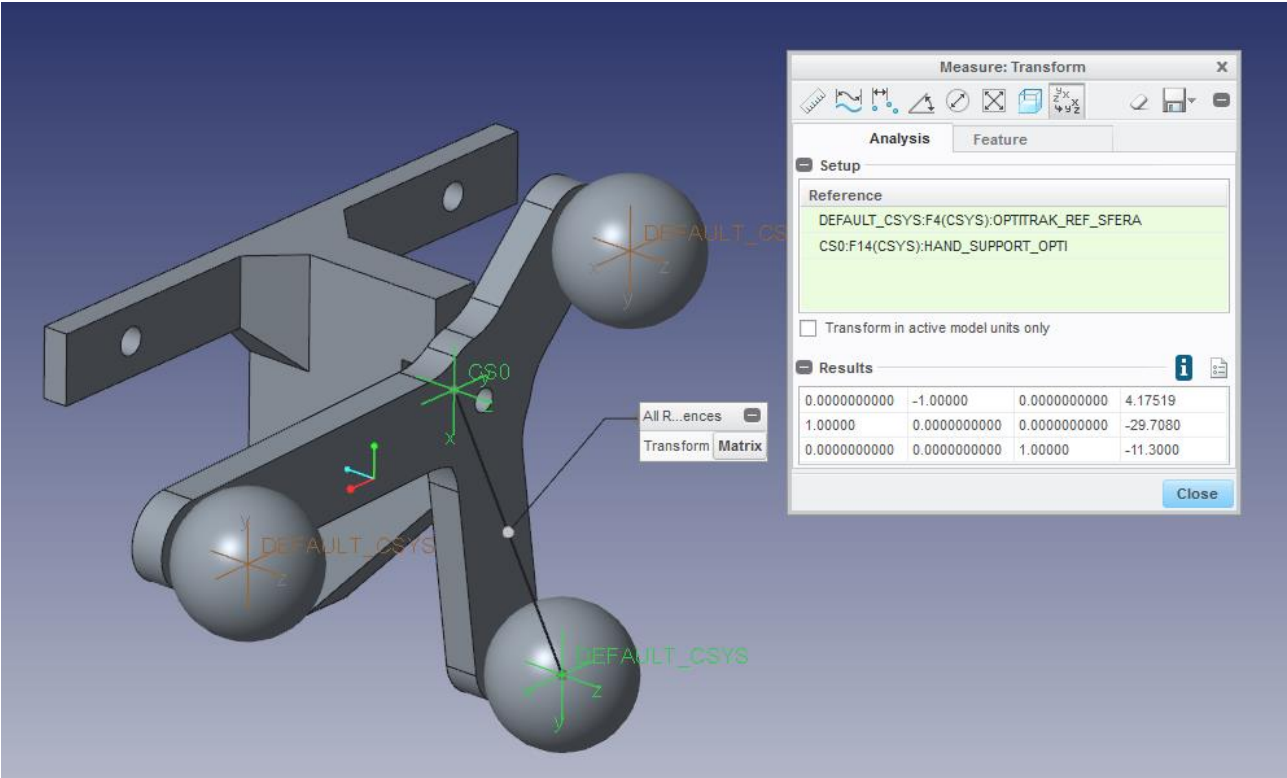 Measure: Transform X
Analysis Feature
Setup
Reference
DEFAULT_CSYS:F4(CSYS):OPTITRAK_REF_SFERA
CS0:F14(CSYS):HAND_SUPPORT_OPTI
Transform in active model units only
Results
0.0000000000 -1.00000 0.0000000000 4.17519
1.00000 0.0000000000 0.0000000000 -29.7080
0.0000000000 0.0000000000 1.00000 -11.3000
Close
DEFAULT_CS
x z
y
CS0
y
z
x
All R...ences
Transform Matrix
y
DEFAULT_CSYS
z
DEFAULT_CSYS
z
y